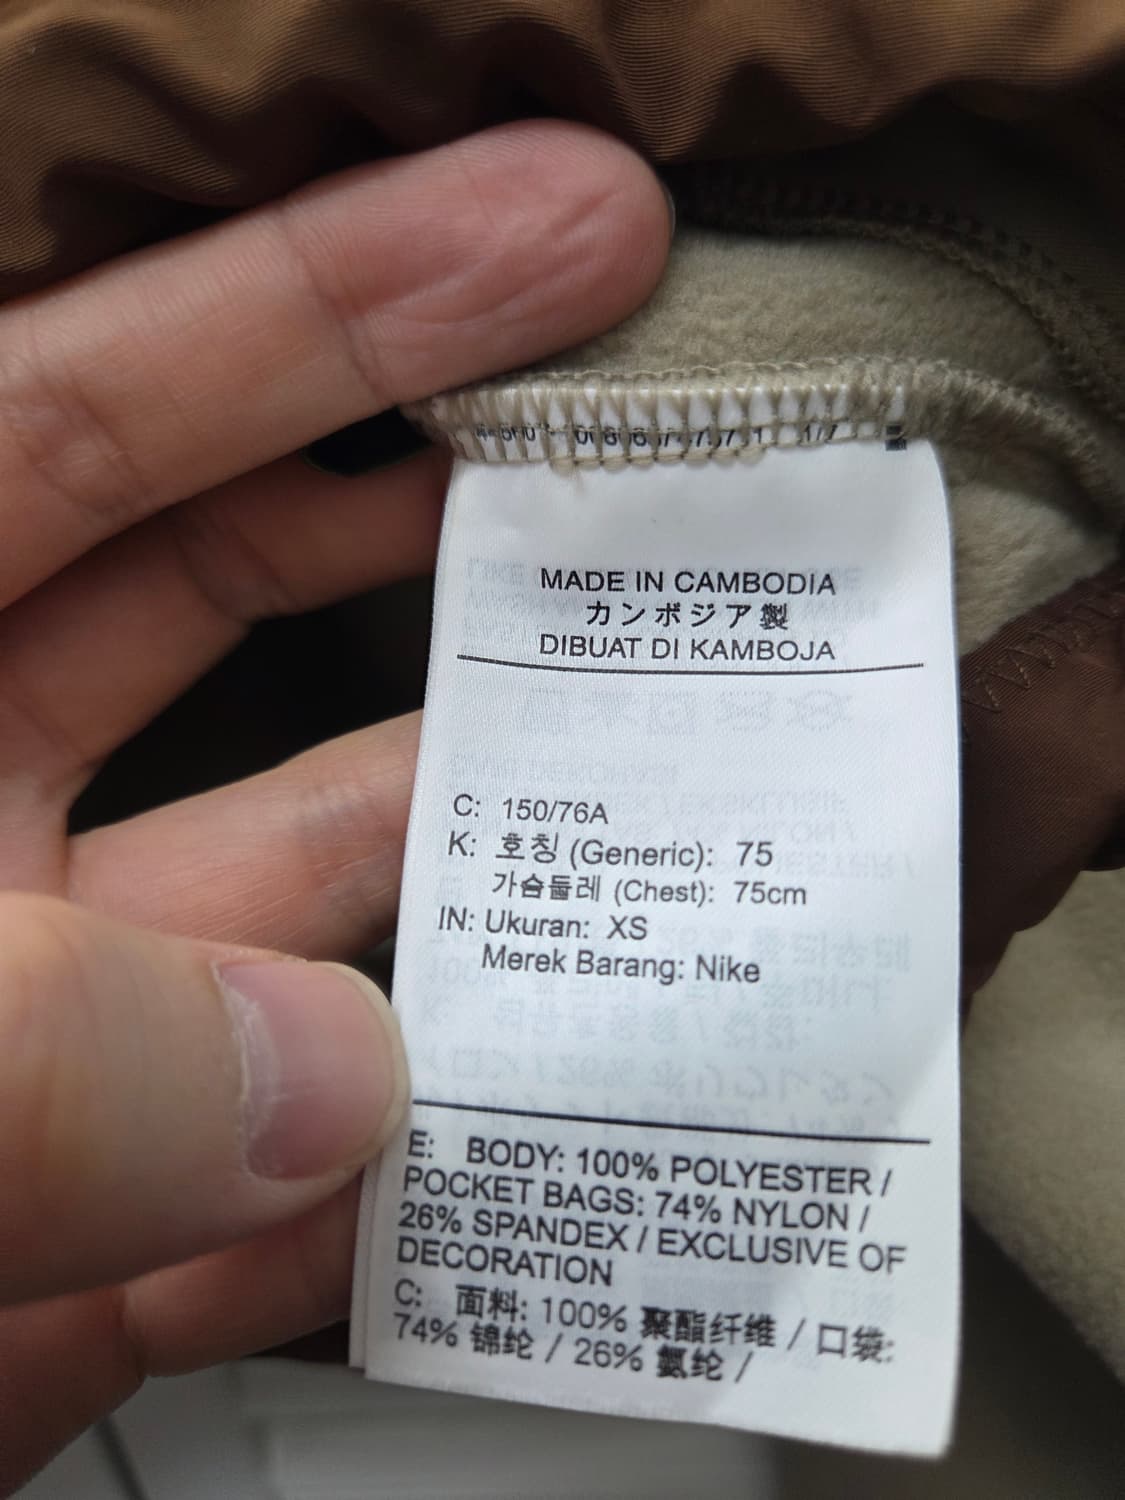 MADE IN CAMBODIA
カンボジア製
DIBUAT DI KAMBOJA
C: 150/76A
K: 호칭 (Generic): 75
가슴둘레 (Chest): 75cm
IN: Ukuran: XS
Merek Barang: Nike
E: BODY: 100% POLYESTER /
POCKET BAGS: 74% NYLON /
26% SPANDEX / EXCLUSIVE OF
DECORATION
C: 面料: 100% 聚酯纤维 / 口袋:
74% 锦纶 / 26% 氨纶 /